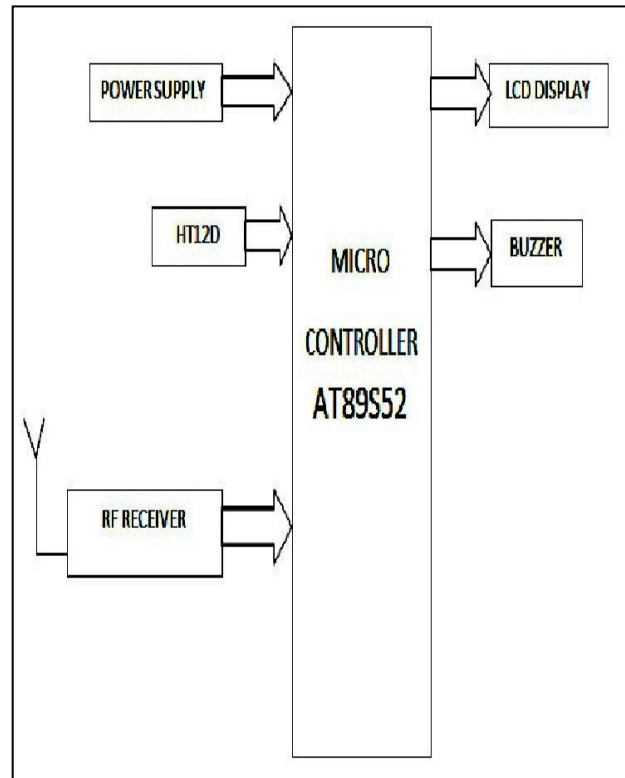 POWER SUPPLY
LCD DISPLAY
HT12D
BUZZER
MICRO
CONTROLLER
AT89S52
RF RECEIVER